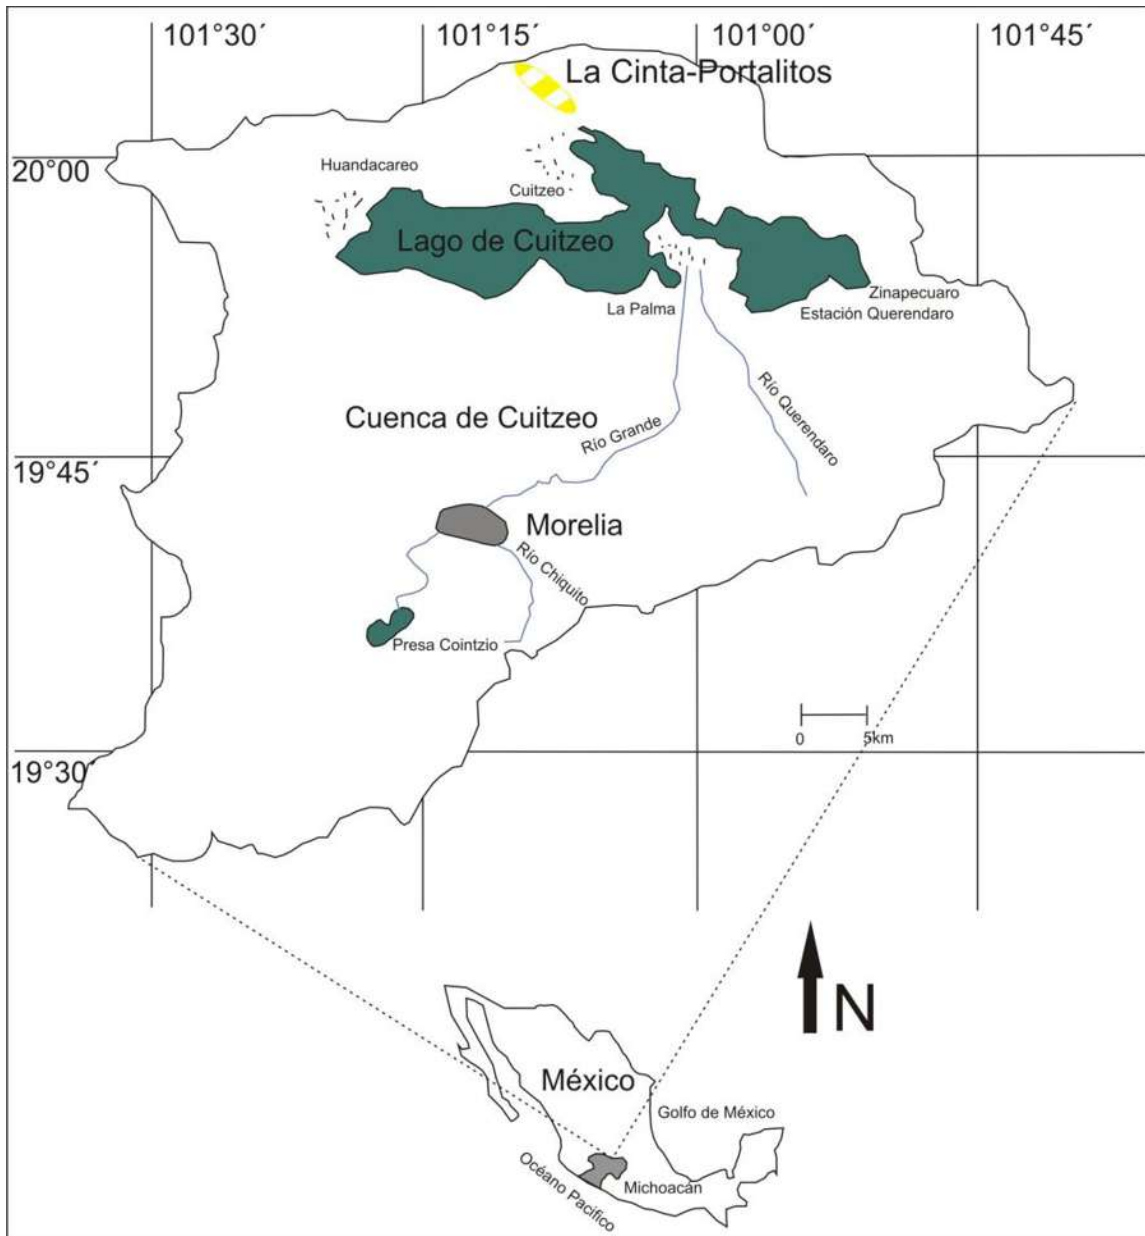 101°30´
101°15´
101°00´
101°45´
La Cinta-Portalitos
20°00
Huandacareo
Cuitzeo
Lago de Cuitzeo
Zinapecuaro
La Palma
Estación Querendaro
Cuenca de Cuitzeo
Río Grande
Río Querendaro
19°45´
Morelia
Río Chiquito
Presa Cointzio
0
5km
19°30´
N
México
Golfo de México
Océano Pacifico
Michoacán